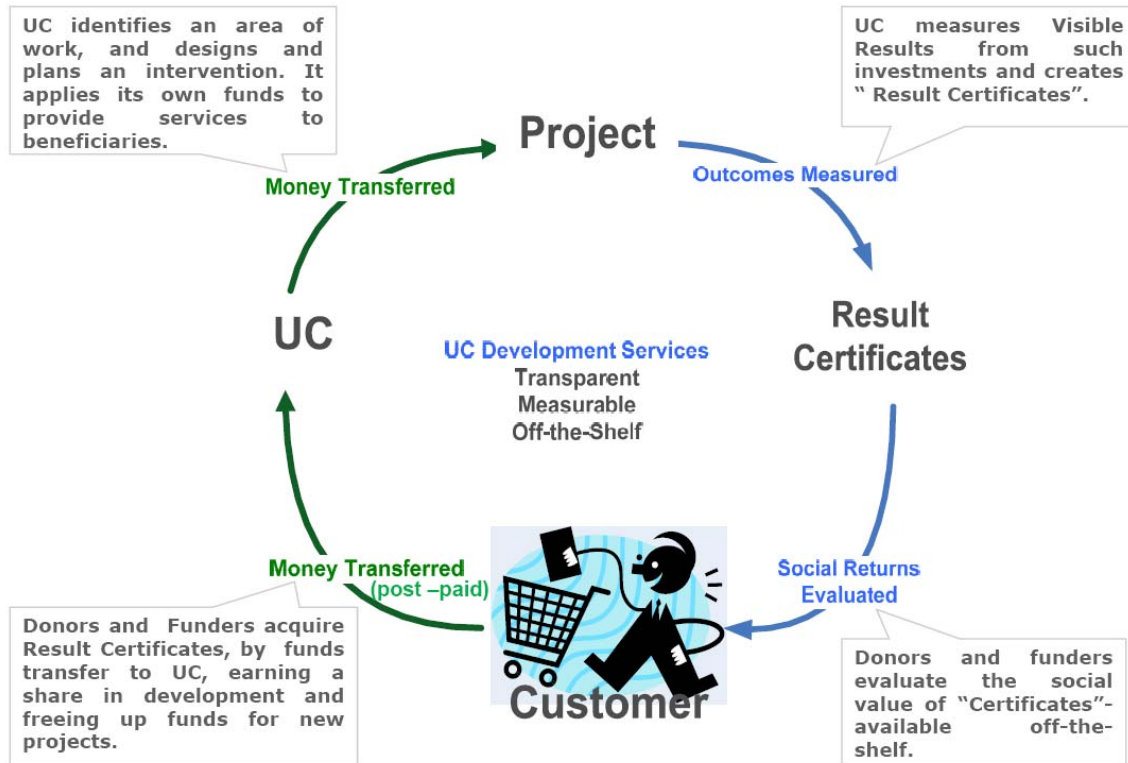 UC identifies an area of
work, and designs and
plans an intervention. It
applies its own funds to
provide services to
beneficiaries.
UC measures Visible
Results from such
investments and creates
“ Result Certificates”.
Project
Money Transferred
Outcomes Measured
UC
Result
Certificates
UC Development Services
Transparent
Measurable
Off-the-Shelf
Money Transferred
(post –paid)
Social Returns
Evaluated
Customer
Donors and Funders acquire
Result Certificates, by funds
transfer to UC, earning a
share in development and
freeing up funds for new
projects.
Donors and funders
evaluate the social
value of “Certificates”-
available off-the-
shelf.